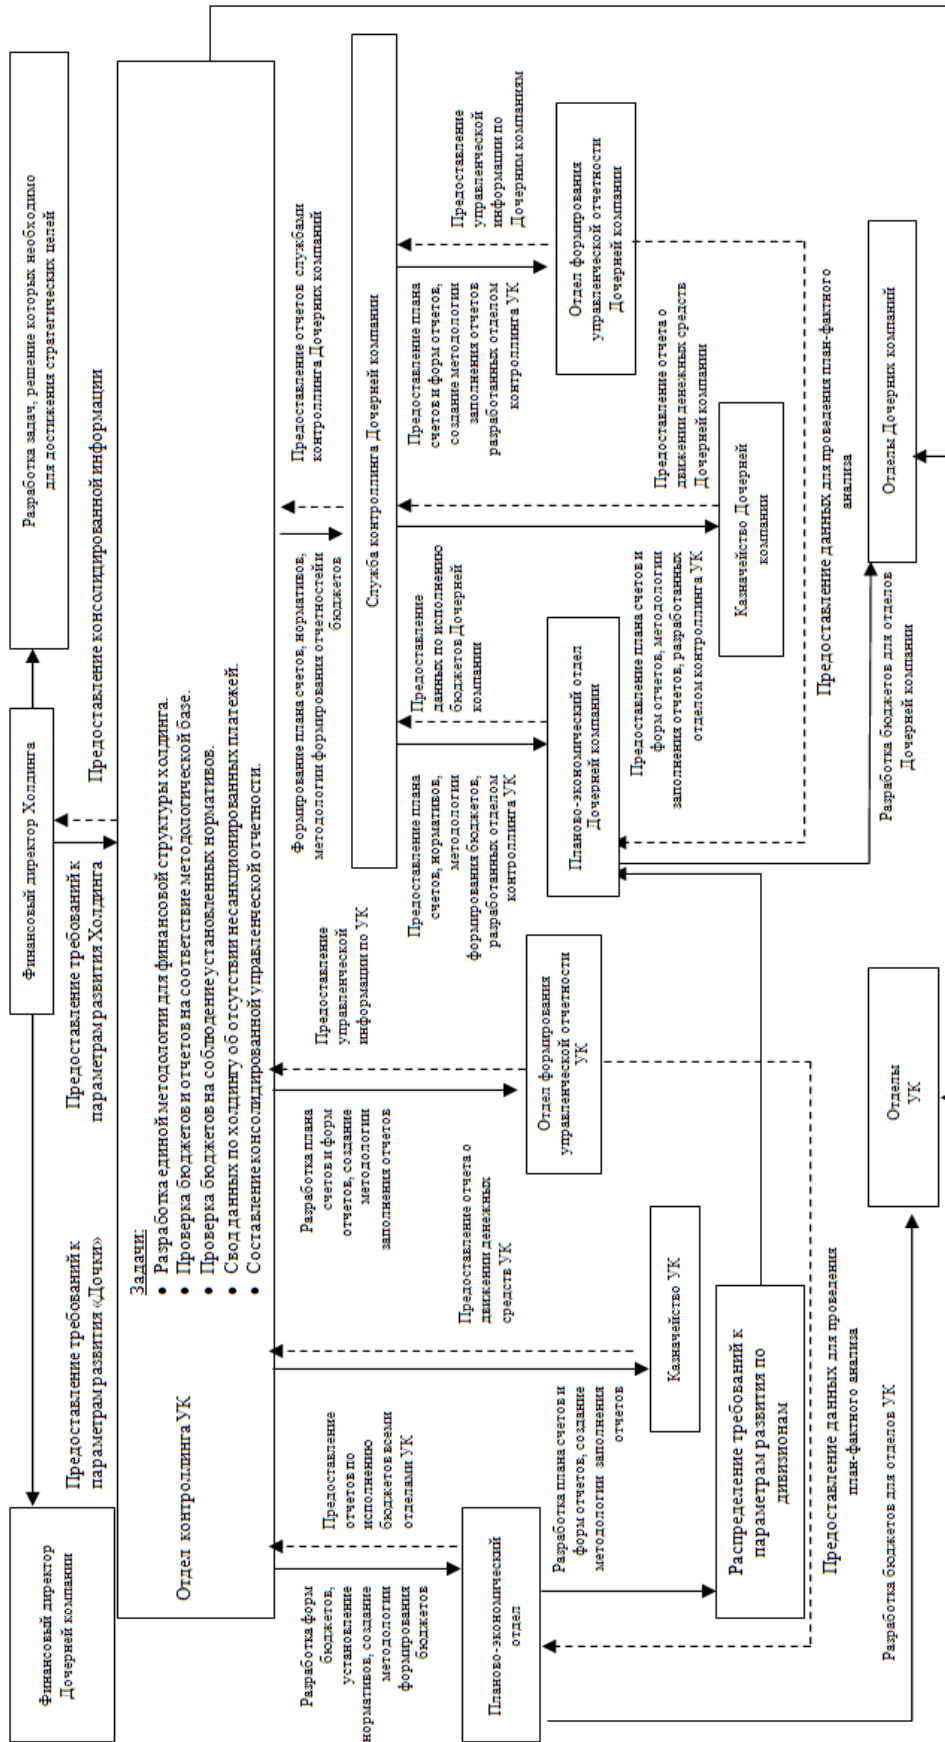 Финансовый директор
Дочерней компании
Предоставление требований к
параметрам развития «Дочки»
Финансовый директор Холдинга
Предоставление требований к
параметрам развития Холдинга
Предоставление консолидированной информации
Разработка задач, решение которых необходимо
для достижения стратегических целей
Отдел контроллинга УК
Задачи:
• Разработка единой методологии для финансовой структуры холдинга.
• Проверка бюджетов и отчетов на соответствие методологической базе.
• Проверка бюджетов на соблюдение установленных нормативов.
• Свод данных по холдингу об отсутствии несанкционированных платежей.
• Составление консолидированной управленческой отчетности.
Разработка форм
бюджетов,
установление
нормативов, создание
методологии
формирования
бюджетов
Предоставление
отчетов по
исполнению
бюджетов всеми
отделами УК
Разработка плана
счетов и форм
отчетов, создание
методологии
заполнения отчетов
Предоставление
управленческой
информации по УК
Формирование плана счетов, нормативов,
методологии формирования отчетностей и
бюджетов
Предоставление отчетов службами
контроллинга Дочерних компаний
Служба контроллинга Дочерней компании
Предоставление плана
счетов, нормативов,
методологии
формирования бюджетов,
разработанных отделом
контроллинга УК
Предоставление
данных по исполнению
бюджетов Дочерней
компании
Предоставление плана
счетов и форм отчетов,
создание методологии
заполнения отчетов
разработанных отделом
контроллинга УК
Предоставление
управленческой
информации по
Дочерним компаниям
Планово-экономический
отдел
Разработка плана счетов и
форм отчетов, создание
методологии заполнения
отчетов
Предоставление отчета о
движении денежных
средств УК
Казначейство УК
Отдел формирования
управленческой отчетности
УК
Планово-экономический отдел
Дочерней компании
Предоставление плана счетов и
форм отчетов, методологии
заполнения отчетов, разработанных
отделом контроллинга УК
Предоставление отчета о
движении денежных средств
Дочерней компании
Отдел формирования
управленческой отчетности
Дочерней компании
Казначейство Дочерней
компании
Распределение требований к
параметрам развития по
дивизионам
Предоставление данных для проведения
план-фактного анализа
Предоставление данных для проведения план-фактного
анализа
Разработка бюджетов для отделов УК
Отделы
УК
Разработка бюджетов для отделов
Дочерней компании
Отделы Дочерних компаний